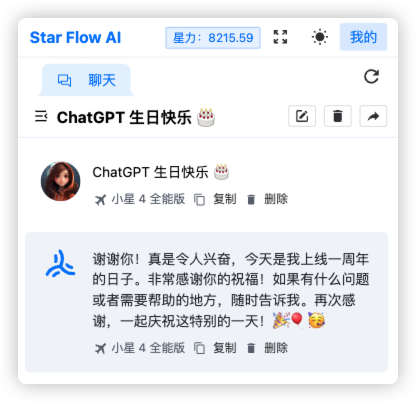 Star Flow AI
星力：8215.59
我的
聊天
ChatGPT 生日快乐 🎂
ChatGPT 生日快乐 🎂
小星 4 全能版 复制 删除
谢谢你！真是令人兴奋，今天是我上线一周年
的日子。非常感谢你的祝福！如果有什么问题
或者需要帮助的地方，随时告诉我。再次感
谢，一起庆祝这特别的一天！🎉🎈🥳
小星 4 全能版 复制 删除